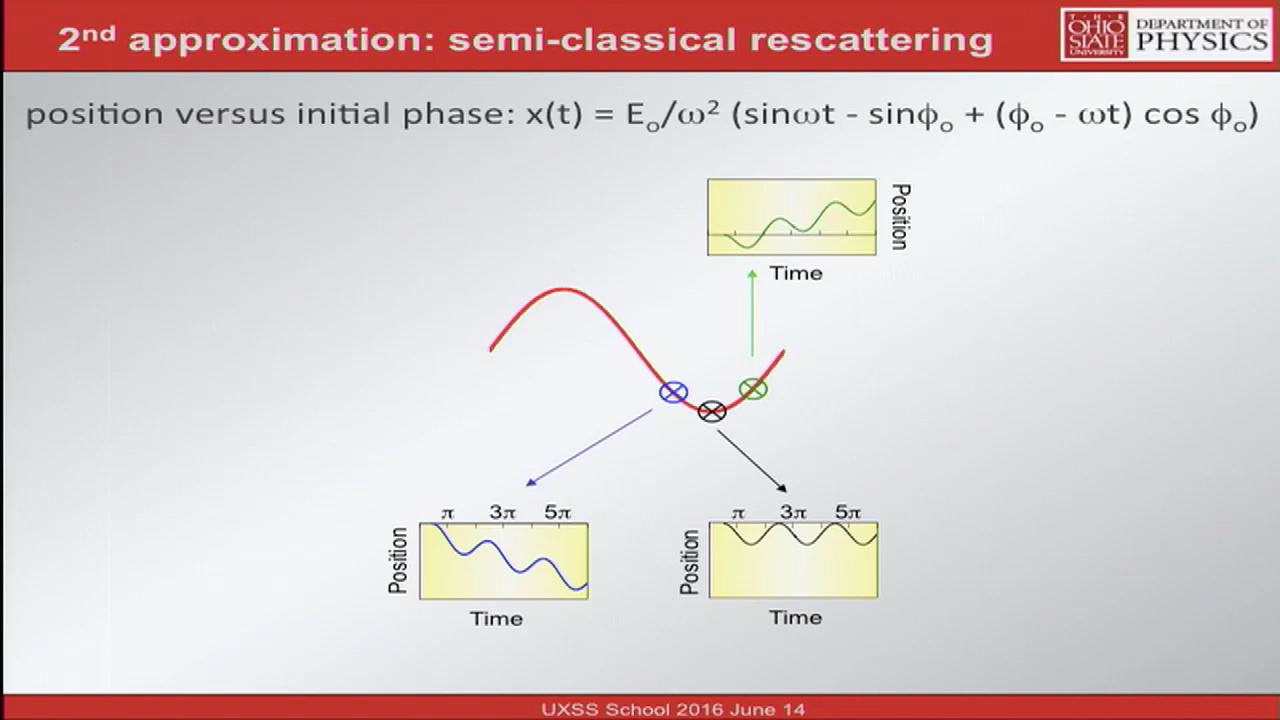 2nd approximation: semi-classical rescattering
T · H · E
OHIO
STATE
UNIVERSITY
DEPARTMENT OF
PHYSICS
position versus initial phase: x(t) = Eo/ω² (sinωt - sinϕo + (ϕo - ωt) cos ϕo)
Position
Time
π 3π 5π
Position
Time
π 3π 5π
Position
Time
UXSS School 2016 June 14